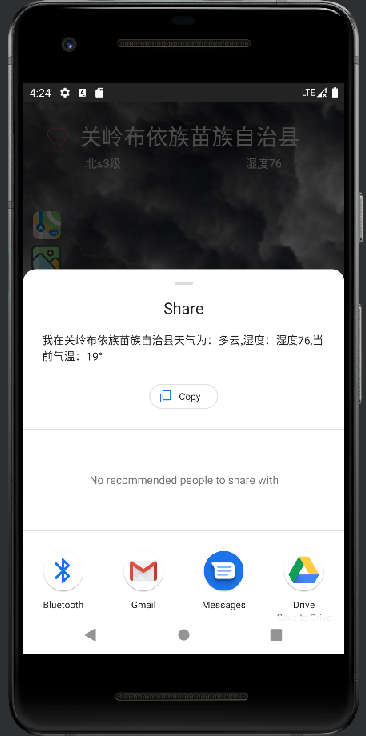 4:24 LTE
关岭布依族苗族自治县
北s3级 湿度76
Share
我在关岭布依族苗族自治县天气为：多云,湿度：湿度76,当
前气温：19°
Copy
No recommended people to share with
Bluetooth Gmail Messages Drive
Save to Drive